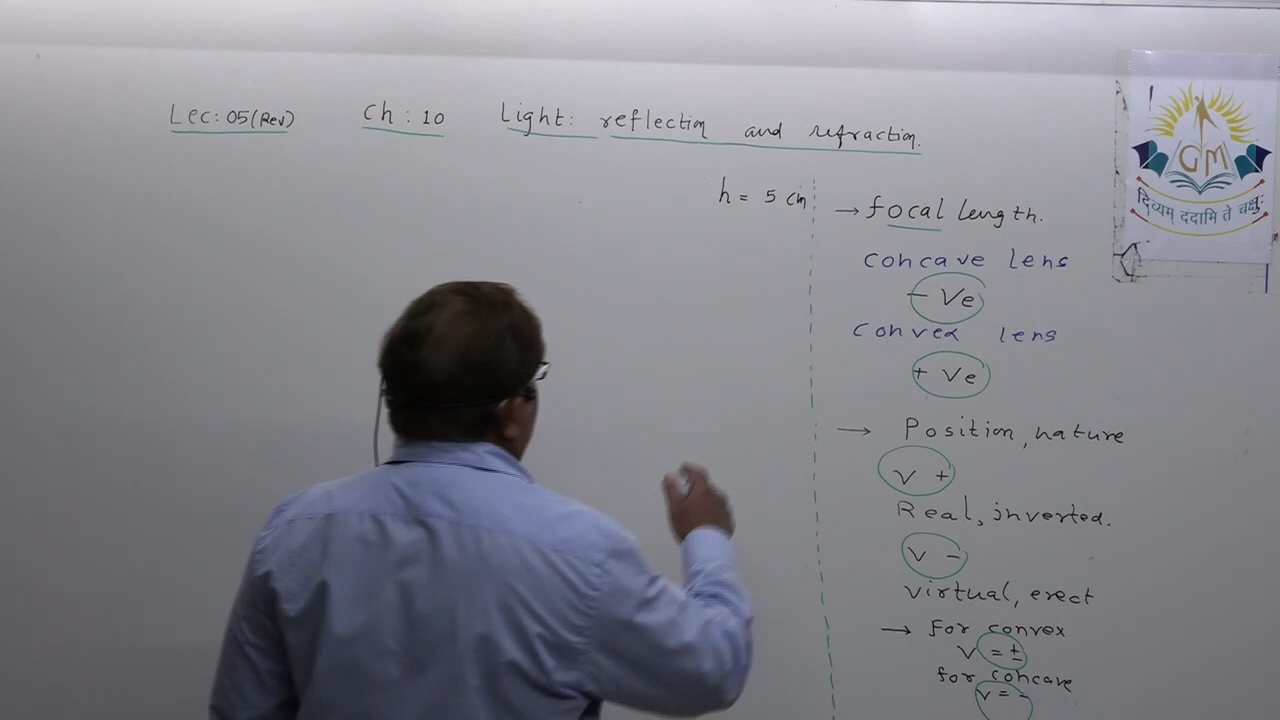 Lec: 05 (Rev) Ch: 10 Light: reflection and refraction.
h = 5 cm
→ focal length.
concave lens
- Ve
convex lens
+ Ve
→ Position, nature
v +
Real, inverted.
v -
virtual, erect
→ for convex
v = ±
for concave
v = -
GM
दिव्यम् ददामि ते चक्षुः